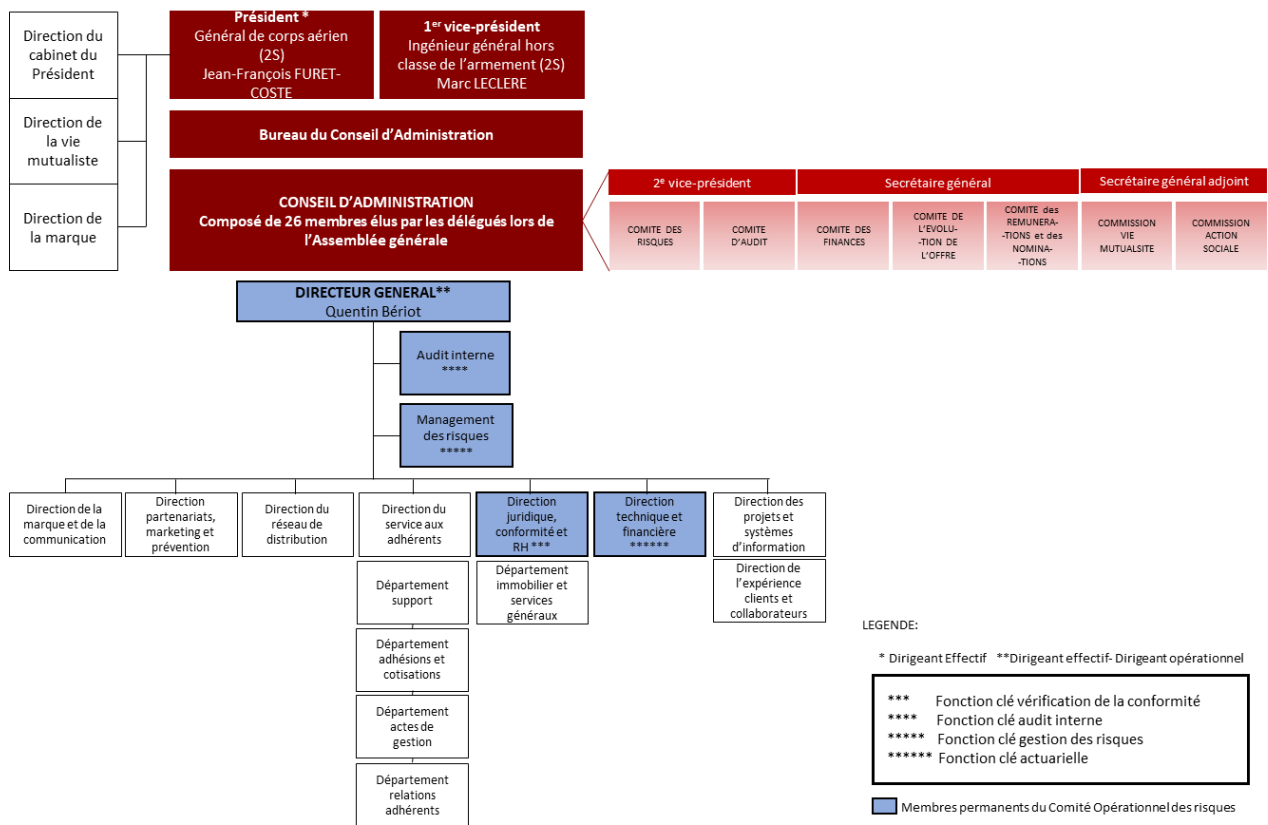 Direction du
cabinet du
Président
Direction de
la vie
mutualiste
Direction de
la marque
Président *
Général de corps aérien
(2S)
Jean-François FURET-
COSTE
1er vice-président
Ingénieur général hors
classe de l'armement (2S)
Marc LECLERE
Bureau du Conseil d'Administration
CONSEIL D'ADMINISTRATION
Composé de 26 membres élus par les délégués lors de
l'Assemblée générale
2e vice-président
Secrétaire général
Secrétaire général adjoint
COMITE DES
RISQUES
COMITE
D'AUDIT
COMITE DES
FINANCES
COMITE DE
L'EVOLU-
-TION DE
L'OFFRE
COMITE des
REMUNERA-
-TIONS et des
NOMINA-
-TIONS
COMMISSION
VIE
MUTUALSITE
COMMISSION
ACTION
SOCIALE
DIRECTEUR GENERAL**
Quentin Bériot
Audit interne
****
Management
des risques
*****
Direction de la
marque et de la
communication
Direction
partenariats,
marketing et
prévention
Direction du
réseau de
distribution
Direction du
service aux
adhérents
Direction
juridique,
conformité et
RH ***
Direction
technique et
financière
******
Direction des
projets et
systèmes
d'information
Département
support
Département
immobilier et
services
généraux
Direction de
l'expérience
clients et
collaborateurs
Département
adhésions et
cotisations
Département
actes de
gestion
Département
relations
adhérents
LEGENDE:
* Dirigeant Effectif **Dirigeant effectif- Dirigeant opérationnel
*** Fonction clé vérification de la conformité
**** Fonction clé audit interne
***** Fonction clé gestion des risques
****** Fonction clé actuarielle
Membres permanents du Comité Opérationnel des risques